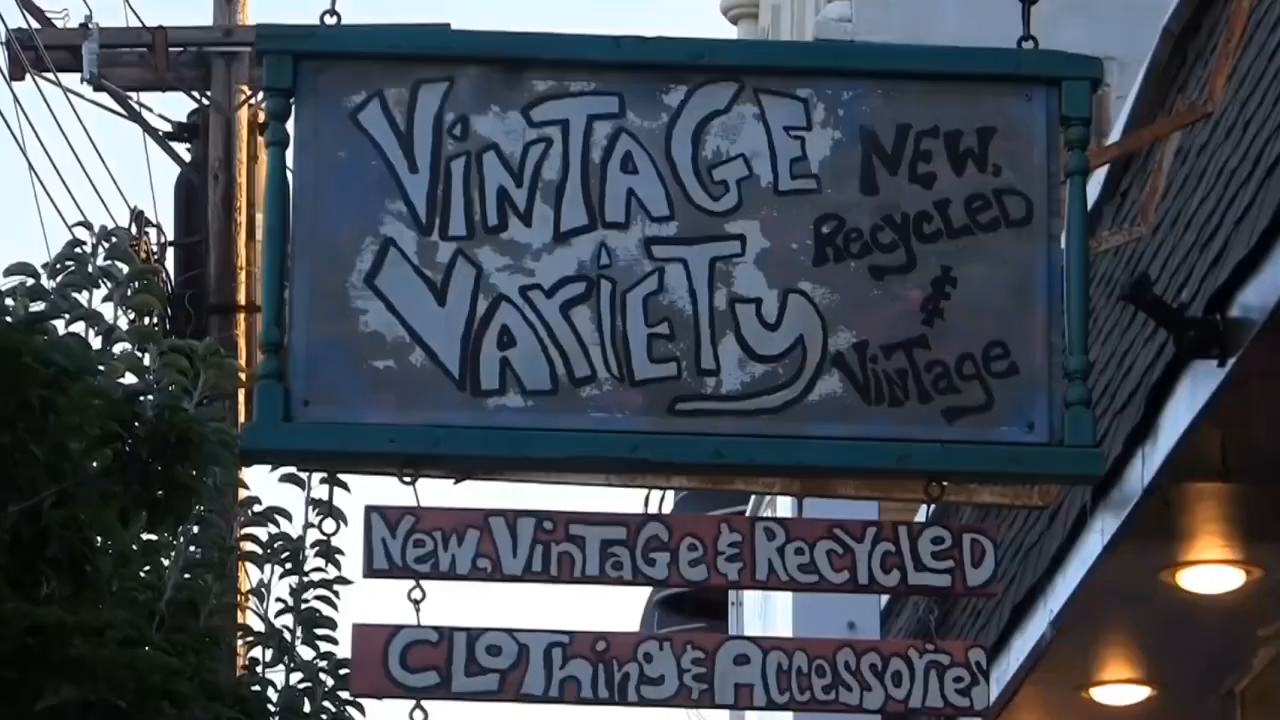 VINTAGE
VARIETY
NEW,
RecycLeD
&
VinTage
New, VinTaGe & RecycLeD
CLoThing & Accessories